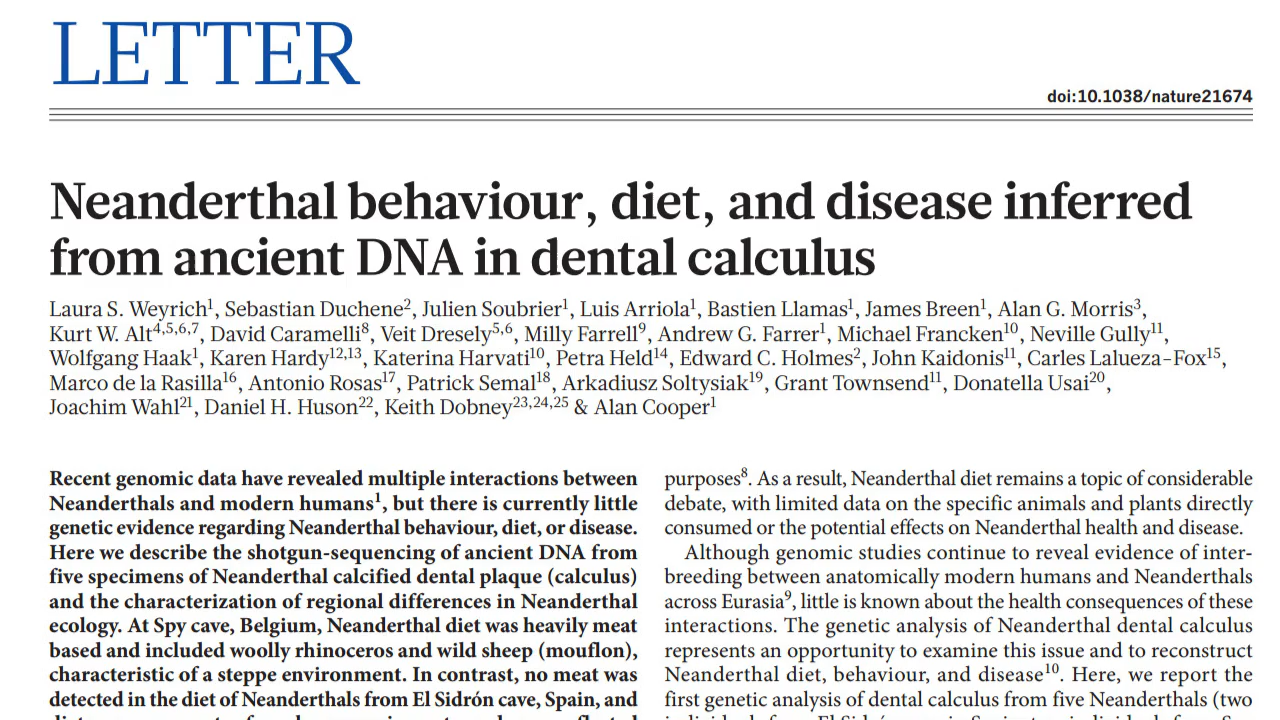 LETTER
doi:10.1038/nature21674
Neanderthal behaviour, diet, and disease inferred
from ancient DNA in dental calculus
Laura S. Weyrich1, Sebastian Duchene2, Julien Soubrier1, Luis Arriola1, Bastien Llamas1, James Breen1, Alan G. Morris3,
Kurt W. Alt4,5,6,7, David Caramelli8, Veit Dresely5,6, Milly Farrell9, Andrew G. Farrer1, Michael Francken10, Neville Gully11,
Wolfgang Haak1, Karen Hardy12,13, Katerina Harvati10, Petra Held14, Edward C. Holmes2, John Kaidonis11, Carles Lalueza-Fox15,
Marco de la Rasilla16, Antonio Rosas17, Patrick Semal18, Arkadiusz Soltysiak19, Grant Townsend11, Donatella Usai20,
Joachim Wahl21, Daniel H. Huson22, Keith Dobney23,24,25 & Alan Cooper1
Recent genomic data have revealed multiple interactions between
Neanderthals and modern humans1, but there is currently little
genetic evidence regarding Neanderthal behaviour, diet, or disease.
Here we describe the shotgun-sequencing of ancient DNA from
five specimens of Neanderthal calcified dental plaque (calculus)
and the characterization of regional differences in Neanderthal
ecology. At Spy cave, Belgium, Neanderthal diet was heavily meat
based and included woolly rhinoceros and wild sheep (mouflon),
characteristic of a steppe environment. In contrast, no meat was
detected in the diet of Neanderthals from El Sidrón cave, Spain, and
purposes8. As a result, Neanderthal diet remains a topic of considerable
debate, with limited data on the specific animals and plants directly
consumed or the potential effects on Neanderthal health and disease.
Although genomic studies continue to reveal evidence of inter-
breeding between anatomically modern humans and Neanderthals
across Eurasia9, little is known about the health consequences of these
interactions. The genetic analysis of Neanderthal dental calculus
represents an opportunity to examine this issue and to reconstruct
Neanderthal diet, behaviour, and disease10. Here, we report the
first genetic analysis of dental calculus from five Neanderthals (two